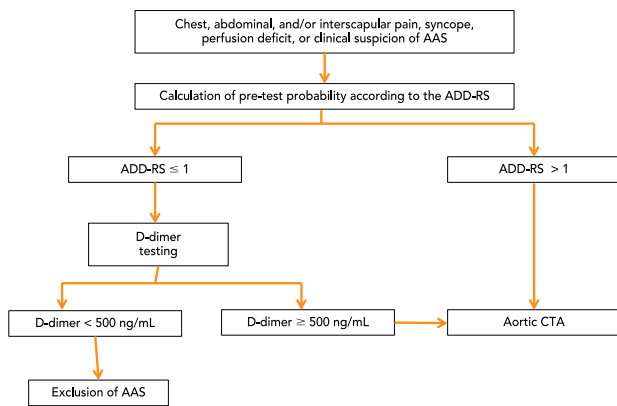 Chest, abdominal, and/or interscapular pain, syncope,
perfusion deficit, or clinical suspicion of AAS
Calculation of pre-test probability according to the ADD-RS
ADD-RS ≤ 1
ADD-RS > 1
D-dimer
testing
D-dimer < 500 ng/mL
D-dimer ≥ 500 ng/mL
Aortic CTA
Exclusion of AAS